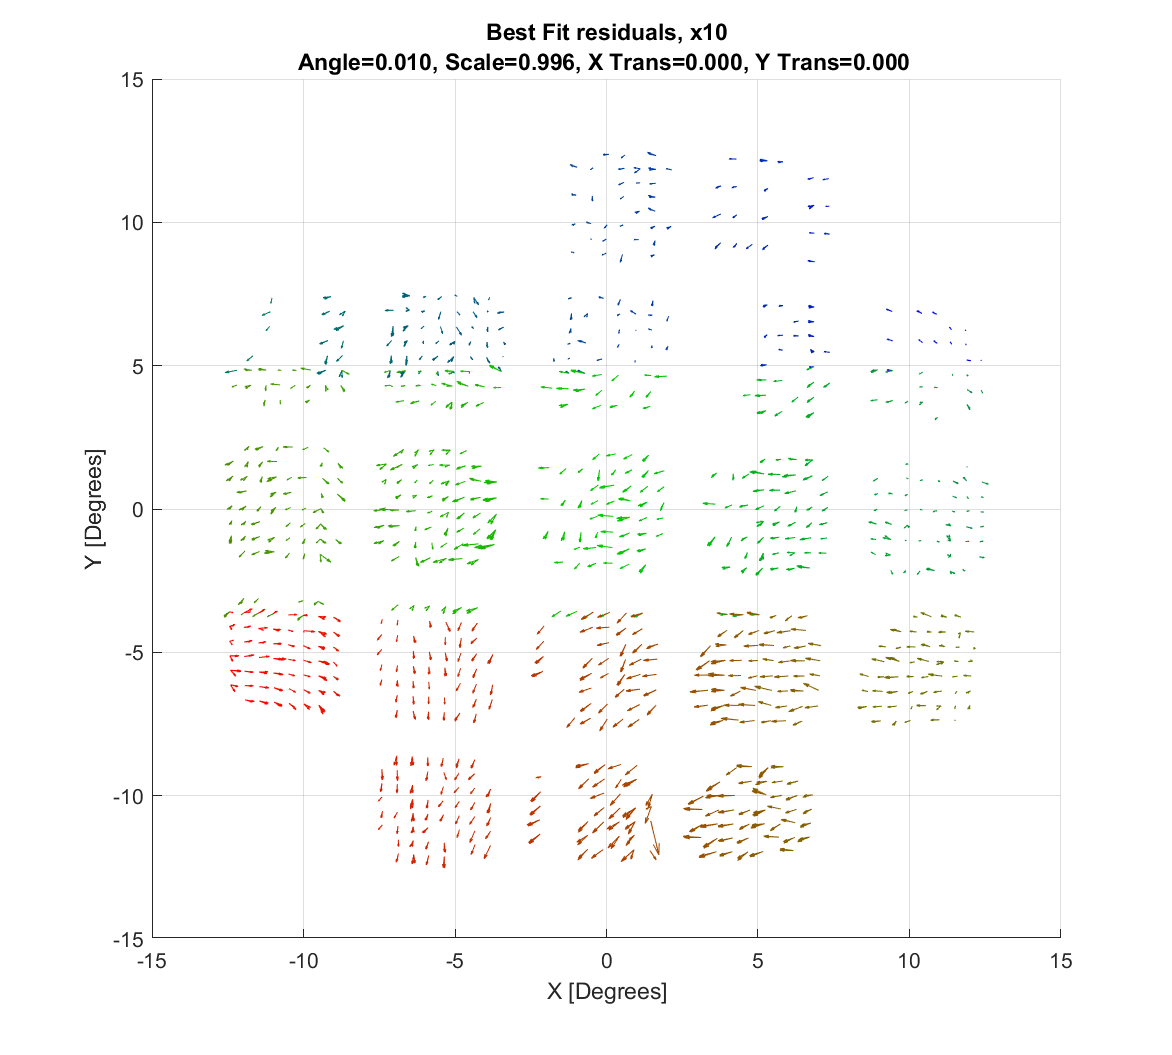 Best Fit residuals, x10
Angle=0.010, Scale=0.996, X Trans=0.000, Y Trans=0.000
15
10
5
0
-5
-10
-15
Y [Degrees]
-15 -10 -5 0 5 10 15
X [Degrees]